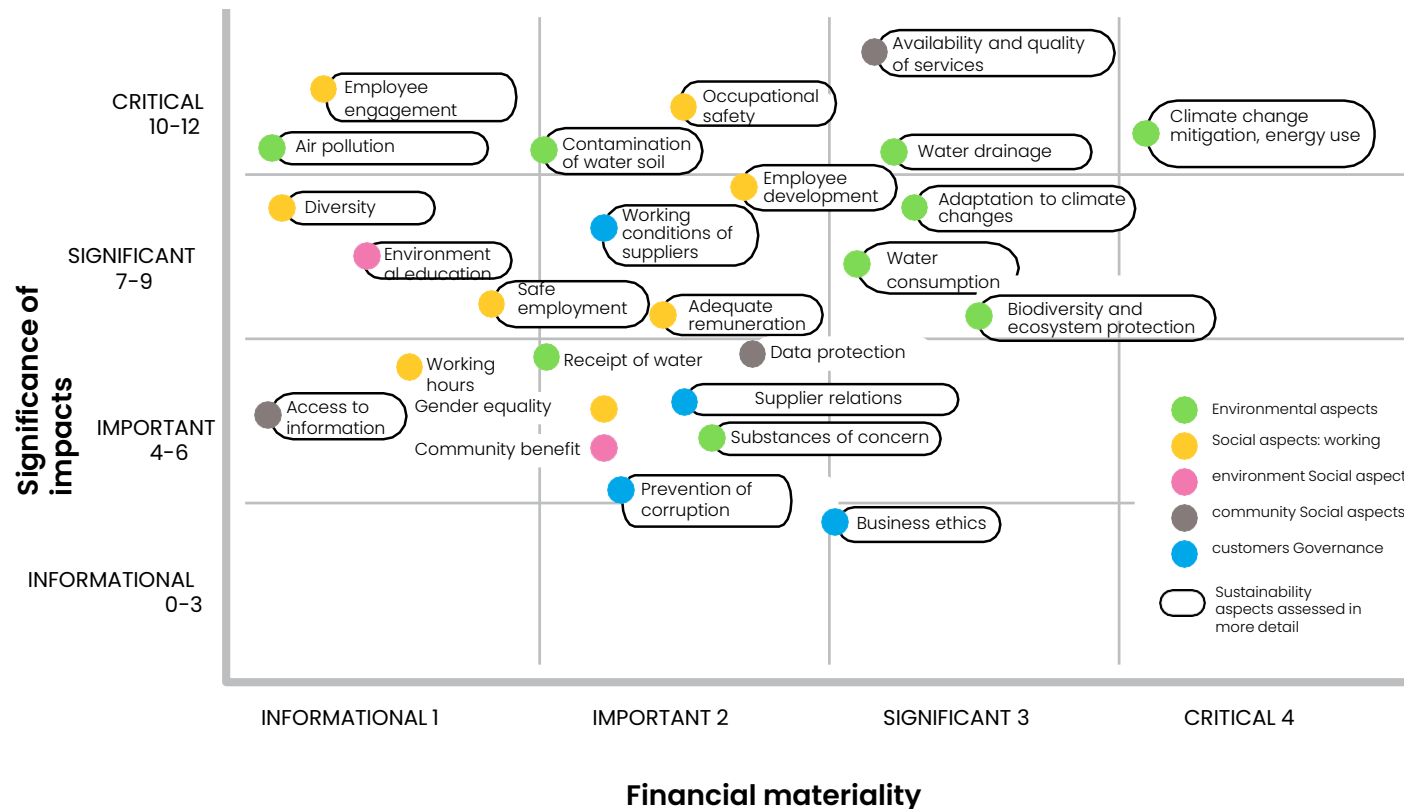 Availability and quality
of services
CRITICAL
10-12
Employee
engagement
Occupational
safety
Climate change
mitigation, energy use
Air pollution
Contamination
of water soil
Water drainage
Employee
development
Diversity
Adaptation to climate
changes
Working
conditions of
suppliers
SIGNIFICANT
7-9
Environment
al education
Water
consumption
Safe
employment
Adequate
remuneration
Biodiversity and
ecosystem protection
Significance of
impacts
IMPORTANT
4-6
Working
hours
Receipt of water
Data protection
Access to
information
Gender equality
Supplier relations
Community benefit
Substances of concern
Prevention of
corruption
Business ethics
Environmental aspects
Social aspects: working
environment Social aspect
community Social aspects
customers Governance
Sustainability
aspects assessed in
more detail
INFORMATIONAL
0-3
INFORMATIONAL 1
IMPORTANT 2
SIGNIFICANT 3
CRITICAL 4
Financial materiality